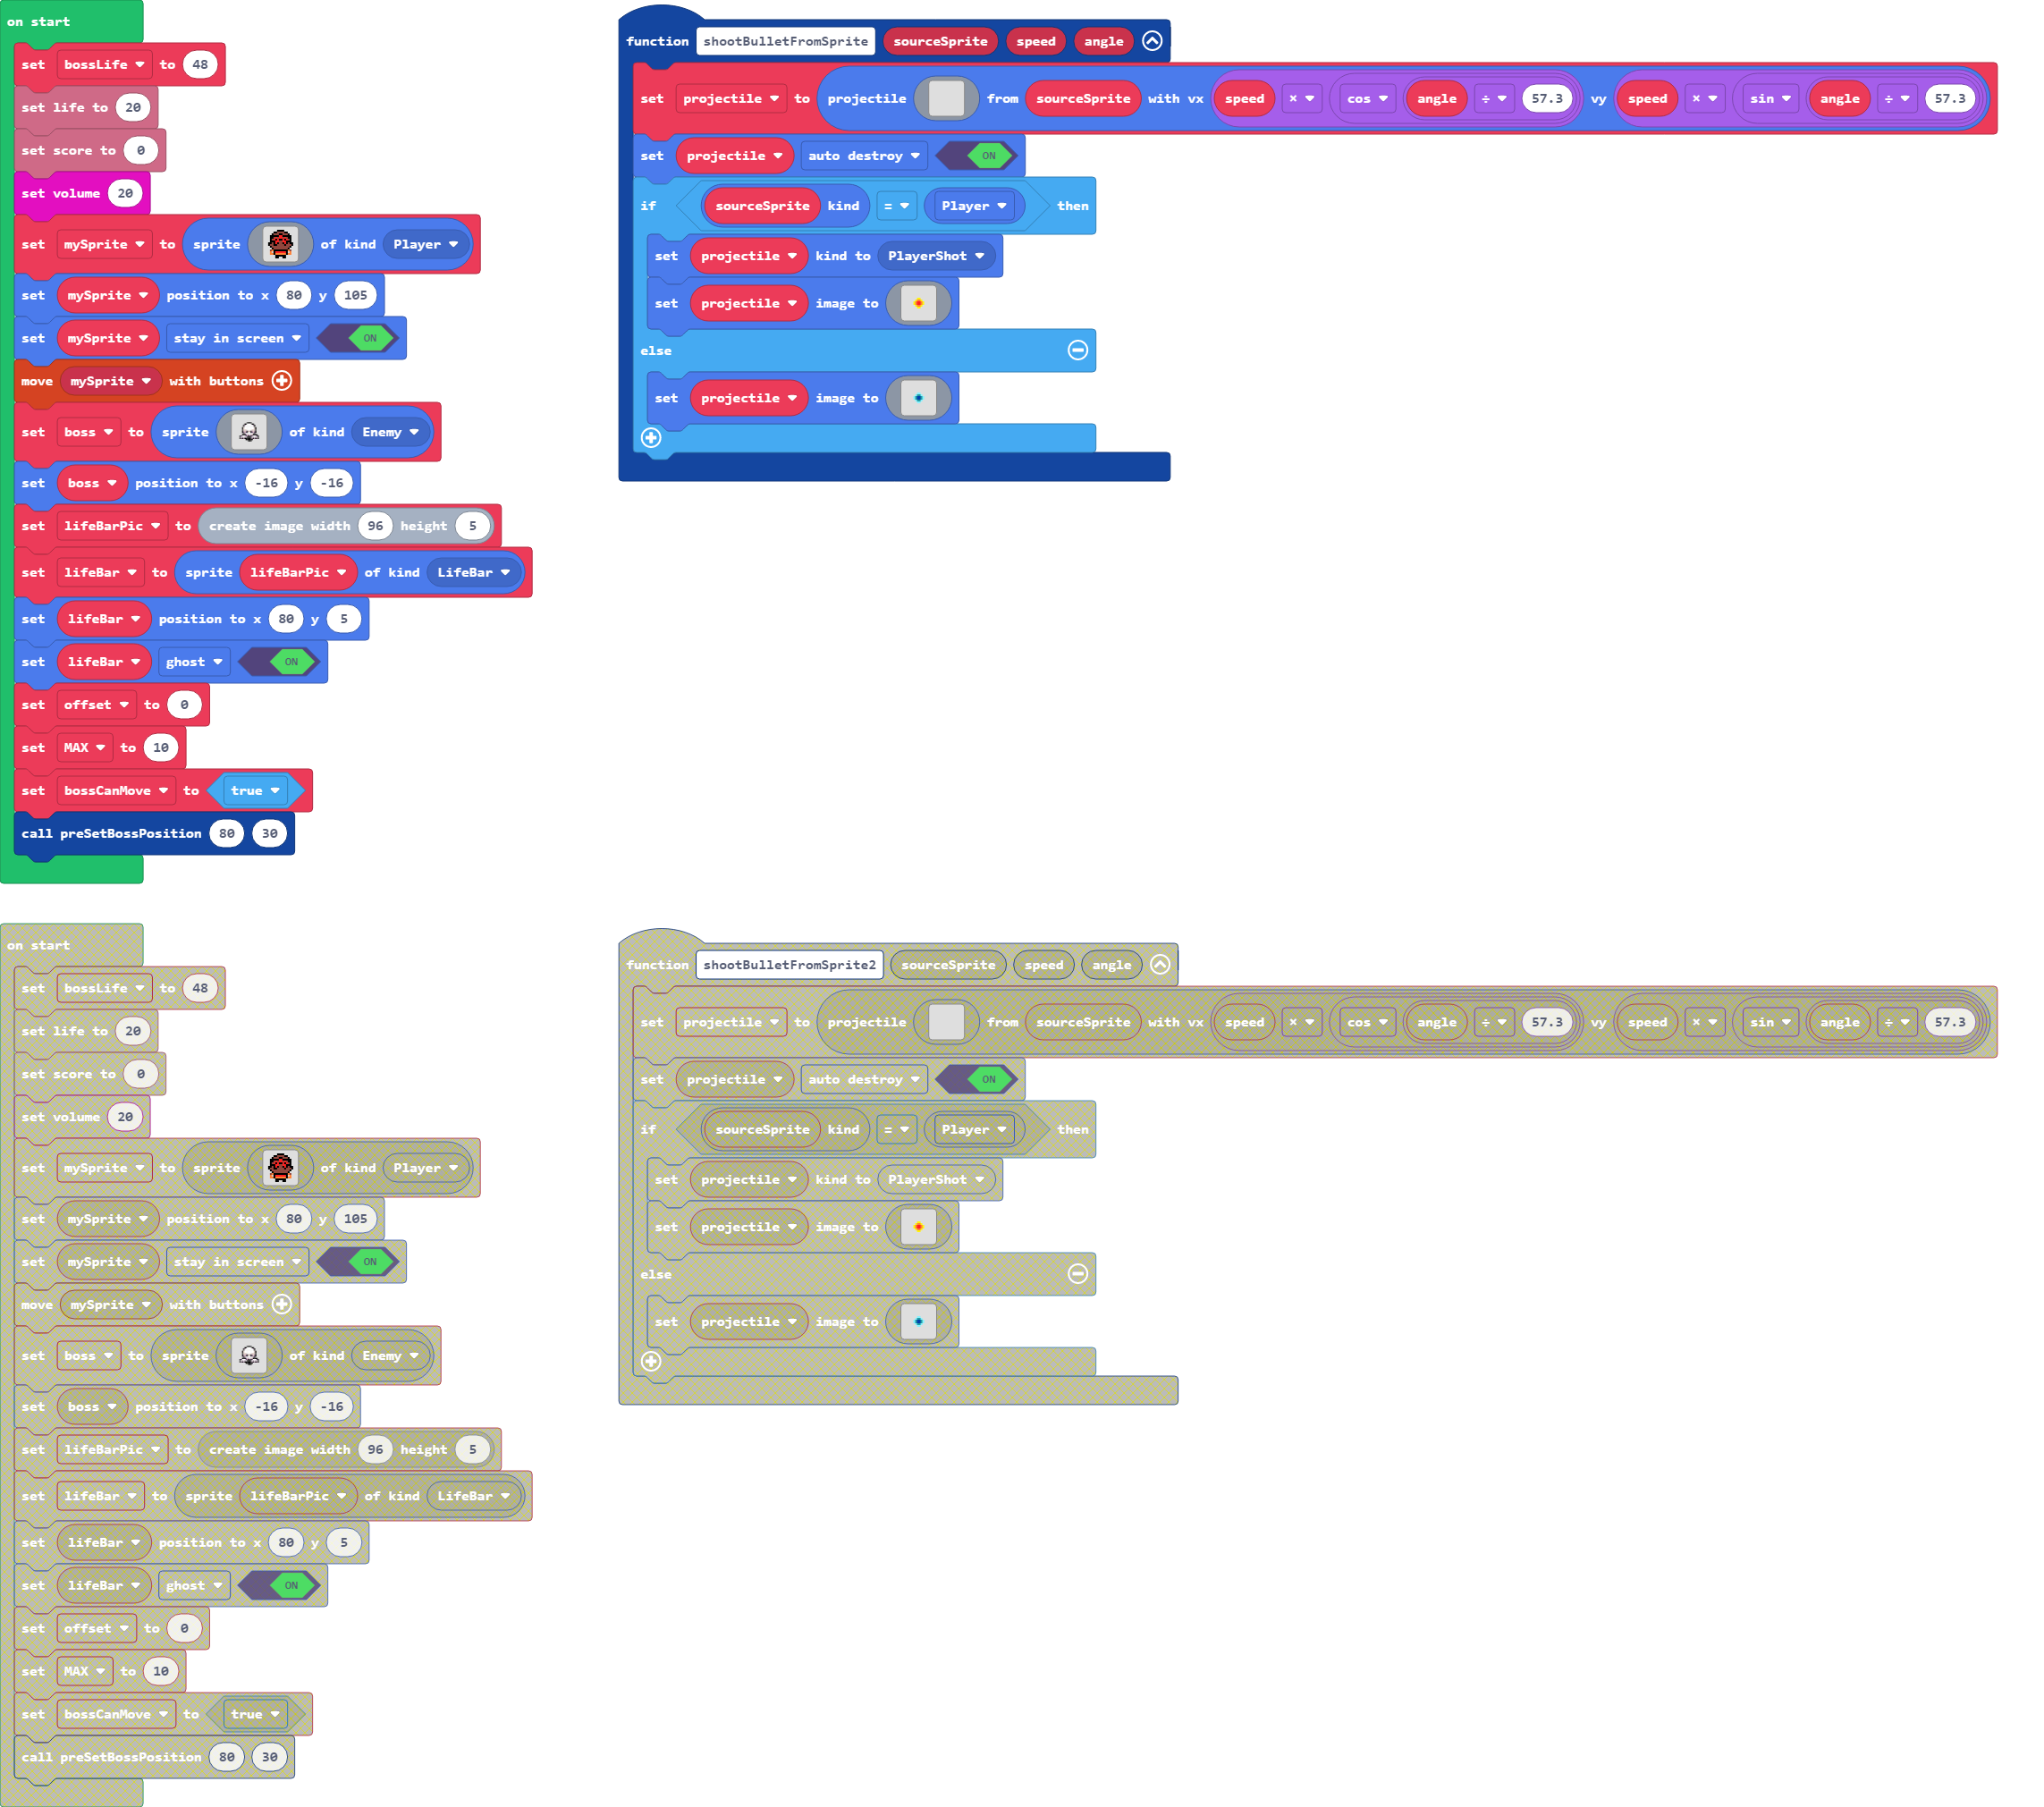 on start
set bossLife to 48
set life to 20
set score to 0
set volume 20
set mySprite to sprite of kind Player
set mySprite position to x 80 y 105
set mySprite stay in screen ON
move mySprite with buttons
set boss to sprite of kind Enemy
set boss position to x -16 y -16
set lifeBarPic to create image width 96 height 5
set lifeBar to sprite lifeBarPic of kind LifeBar
set lifeBar position to x 80 y 5
set lifeBar ghost ON
set offset to 0
set MAX to 10
set bossCanMove to true
call preSetBossPosition 80 30
function shootBulletFromSprite sourceSprite speed angle
set projectile to projectile from sourceSprite with vx speed × cos angle ÷ 57.3 vy speed × sin angle ÷ 57.3
set projectile auto destroy ON
if sourceSprite kind = Player then
set projectile kind to PlayerShot
set projectile image to
else
set projectile image to
on start
set bossLife to 48
set life to 20
set score to 0
set volume 20
set mySprite to sprite of kind Player
set mySprite position to x 80 y 105
set mySprite stay in screen ON
move mySprite with buttons
set boss to sprite of kind Enemy
set boss position to x -16 y -16
set lifeBarPic to create image width 96 height 5
set lifeBar to sprite lifeBarPic of kind LifeBar
set lifeBar position to x 80 y 5
set lifeBar ghost ON
set offset to 0
set MAX to 10
set bossCanMove to true
call preSetBossPosition 80 30
function shootBulletFromSprite2 sourceSprite speed angle
set projectile to projectile from sourceSprite with vx speed × cos angle ÷ 57.3 vy speed × sin angle ÷ 57.3
set projectile auto destroy ON
if sourceSprite kind = Player then
set projectile kind to PlayerShot
set projectile image to
else
set projectile image to